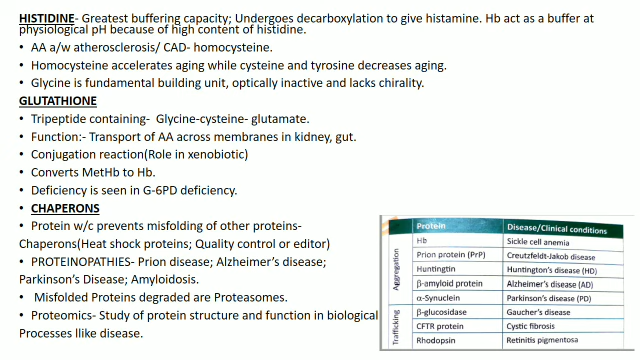 HISTIDINE- Greatest buffering capacity; Undergoes decarboxylation to give histamine. Hb act as a buffer at
physiological pH because of high content of histidine.
• AA a/w atherosclerosis/ CAD- homocysteine.
• Homocysteine accelerates aging while cysteine and tyrosine decreases aging.
• Glycine is fundamental building unit, optically inactive and lacks chirality.
GLUTATHIONE
• Tripeptide containing- Glycine-cysteine- glutamate.
• Function:- Transport of AA across membranes in kidney, gut.
• Conjugation reaction(Role in xenobiotic)
• Converts MetHb to Hb.
• Deficiency is seen in G-6PD deficiency.
• CHAPERONS
• Protein w/c prevents misfolding of other proteins-
Chaperons(Heat shock proteins; Quality control or editor)
• PROTEINOPATHIES- Prion disease; Alzheimer's disease;
Parkinson's Disease; Amyloidosis.
• Misfolded Proteins degraded are Proteasomes.
• Proteomics- Study of protein structure and function in biological
Processes llike disease.
Protein Disease/Clinical conditions
Aggregation
Hb Sickle cell anemia
Prion protein (PrP) Creutzfeldt-Jakob disease
Huntingtin Huntington's disease (HD)
β-amyloid protein Alzheimer's disease (AD)
α-Synuclein Parkinson's disease (PD)
Trafficking
β-glucosidase Gaucher's disease
CFTR protein Cystic fibrosis
Rhodopsin Retinitis pigmentosa